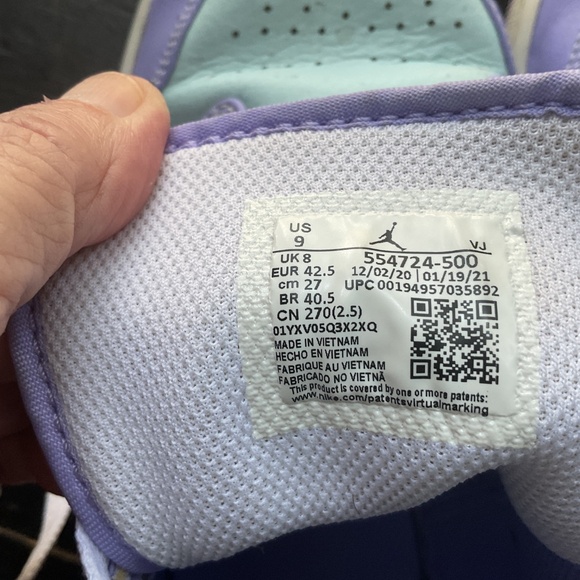 US
9
VJ
UK 8
554724-500
EUR 42.5
12/02/20 | 01/19/21
cm 27
UPC 00194957035892
BR 40.5
CN 270(2.5)
01YXV05Q3X2XQ
MADE IN VIETNAM
HECHO EN VIETNAM
FABRIQUE AU VIETNAM
FABRICADO NO VIETNÃ
This product is covered by one or more patents:
www.nike.com/patentsvirtualmarking